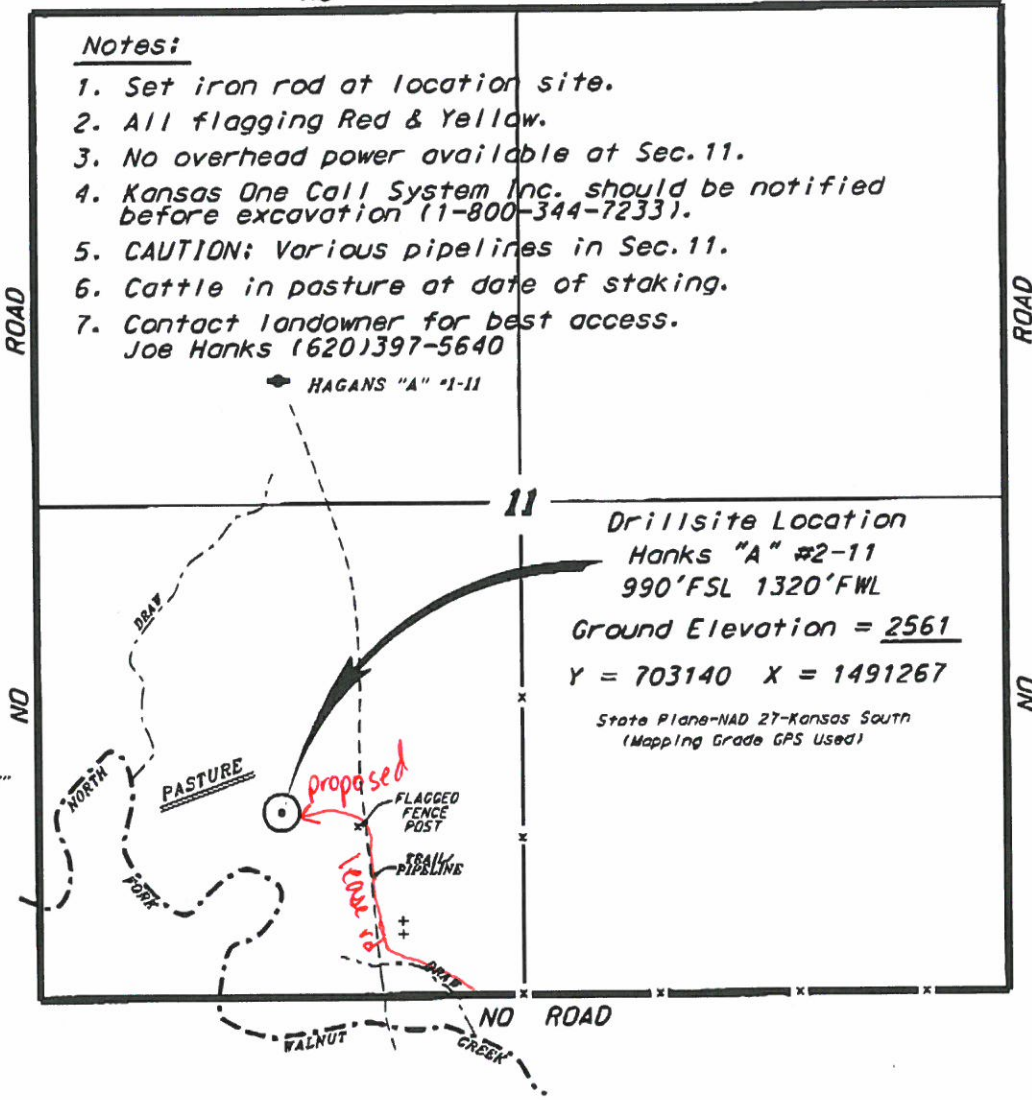 Notes:
1. Set iron rod at location site.
2. All flagging Red & Yellow.
3. No overhead power available at Sec.11.
4. Kansas One Call System Inc. should be notified
before excavation (1-800-344-7233).
5. CAUTION: Various pipelines in Sec.11.
6. Cattle in pasture at date of staking.
7. Contact landowner for best access.
Joe Hanks (620)397-5640
ROAD
ROAD
HAGANS "A" #1-11
11
Drillsite Location
Hanks "A" #2-11
990'FSL 1320'FWL
Ground Elevation = 2561
Y = 703140 X = 1491267
State Plane-NAD 27-Kansas South
(Mapping Grade GPS Used)
DRAW
NO
NO
NORTH
PASTURE
proposed
FLAGGED
FENCE
POST
TRAIL
PIPELINE
lease rd
FORK
DRAW
NO ROAD
WALNUT
CREEK